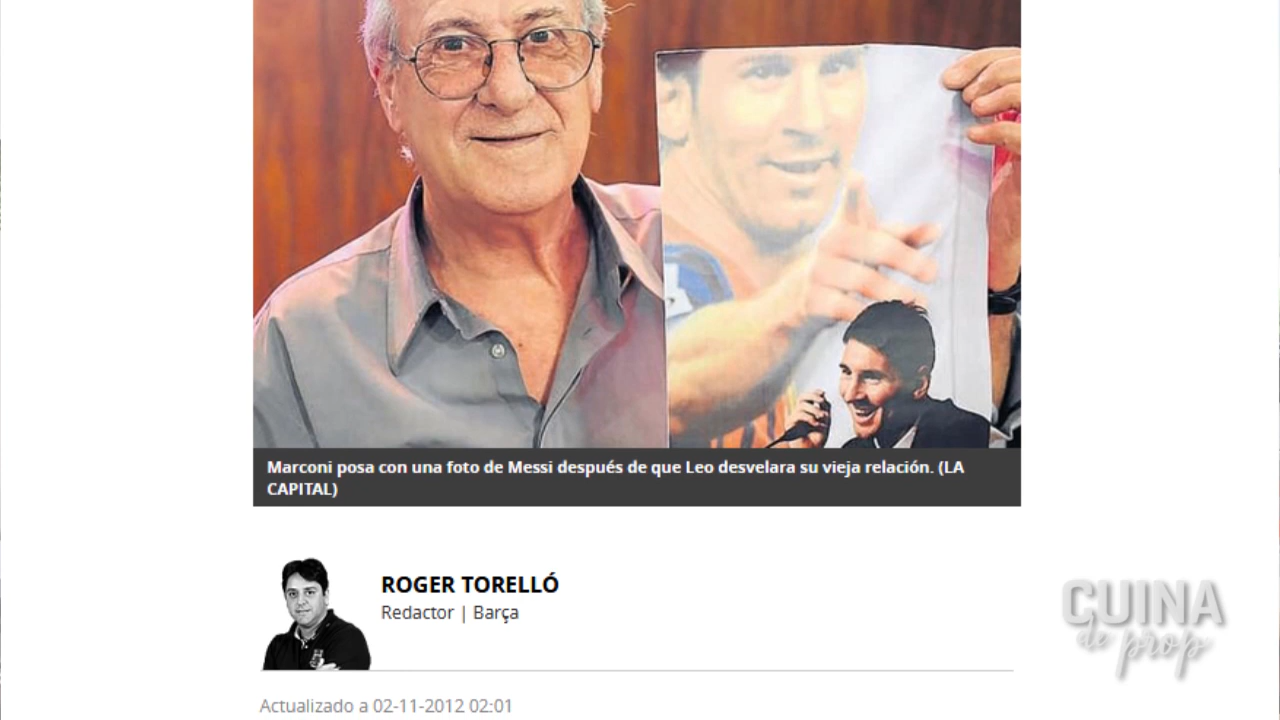 Marconi posa con una foto de Messi después de que Leo desvelara su vieja relación. (LA
CAPITAL)
ROGER TORELLÓ
Redactor | Barça
CUINA
de prop
Actualizado a 02-11-2012 02:01